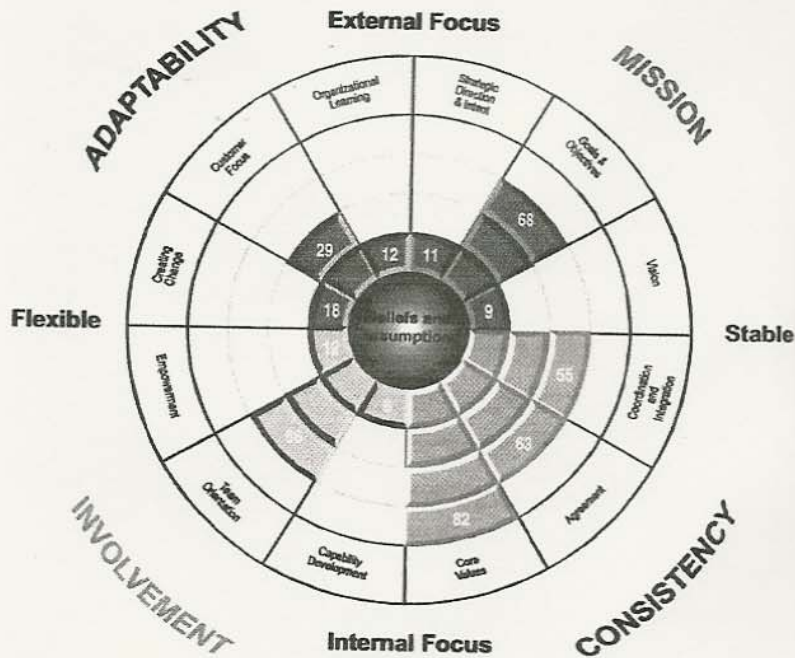 External Focus
ADAPTABILITY
MISSION
Organizational
Learning
Strategic
Direction
& Intent
Customer
Focus
Goals &
Objectives
Creating
Change
Vision
68
29
12
11
18
9
Flexible
Stable
Beliefs and
Empowerment
Coordination
and
Integration
55
63
82
Team
Orientation
Agreement
Capability
Development
Core
Values
INVOLVEMENT
CONSISTENCY
Internal Focus